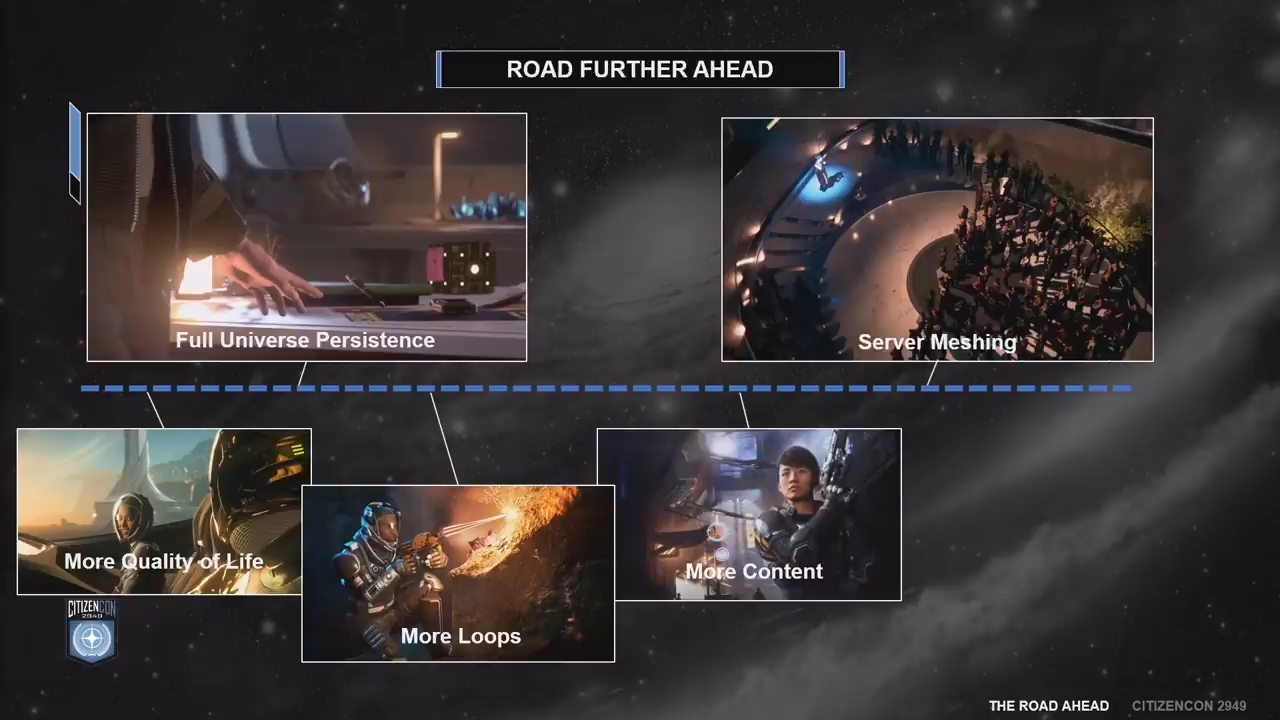 ROAD FURTHER AHEAD
Full Universe Persistence
Server Meshing
More Quality of Life
More Loops
More Content
CITIZENCON
2949
THE ROAD AHEAD CITIZENCON 2949